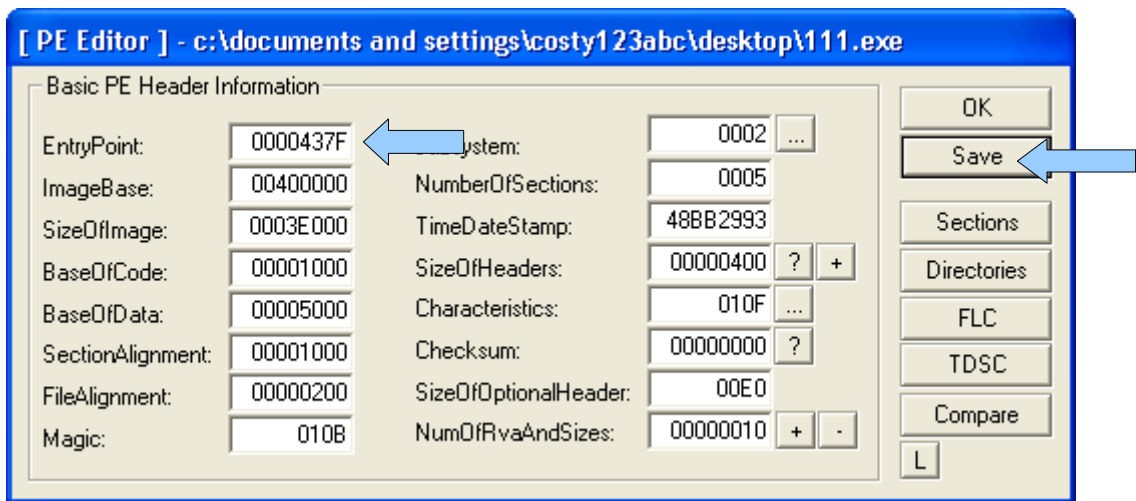 [ PE Editor ] - c:\documents and settings\costy123abc\desktop\111.exe
Basic PE Header Information
EntryPoint: 0000437F
ImageBase: 00400000
SizeOfImage: 0003E000
BaseOfCode: 00001000
BaseOfData: 00005000
SectionAlignment: 00001000
FileAlignment: 00000200
Magic: 010B
Subsystem: 0002 ...
NumberOfSections: 0005
TimeDateStamp: 48BB2993
SizeOfHeaders: 00000400 ? +
Characteristics: 010F ...
Checksum: 00000000 ?
SizeOfOptionalHeader: 00E0
NumOfRvaAndSizes: 00000010 + -
OK
Save
Sections
Directories
FLC
TDSC
Compare
L